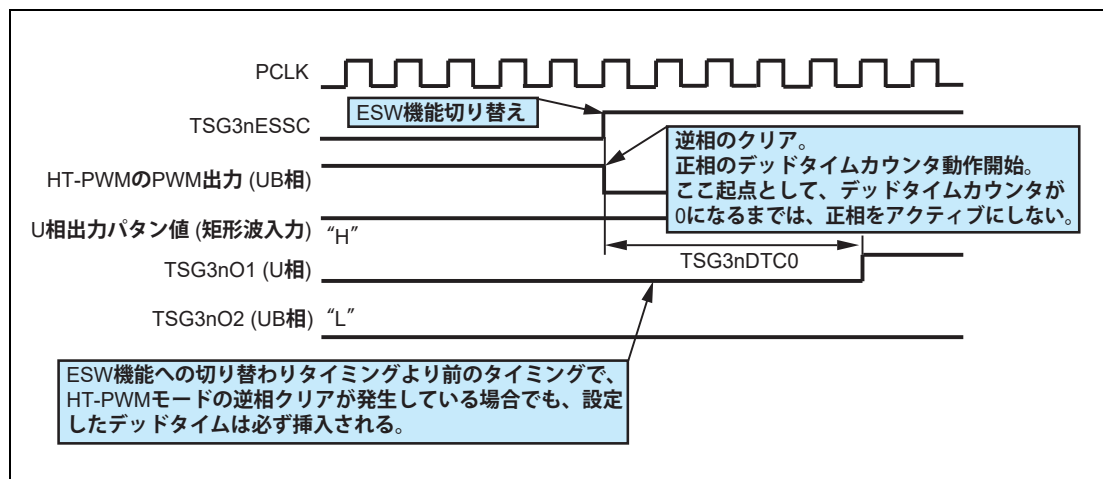 PCLK
ESW機能切り替え
TSG3nESSC
逆相のクリア。
正相のデッドタイムカウンタ動作開始。
ここ起点として、デッドタイムカウンタが
0になるまでは、正相をアクティブにしない。
HT-PWMのPWM出力 (UB相)
U相出力パタン値 (矩形波入力) “H”
TSG3nDTC0
TSG3nO1 (U相)
TSG3nO2 (UB相) “L”
ESW機能への切り替わりタイミングより前のタイミングで、
HT-PWMモードの逆相クリアが発生している場合でも、設定
したデッドタイムは必ず挿入される。